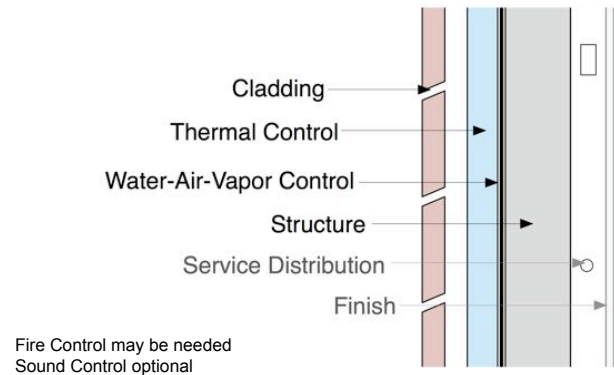 Cladding
Thermal Control
Water-Air-Vapor Control
Structure
Service Distribution
Finish
Fire Control may be needed
Sound Control optional